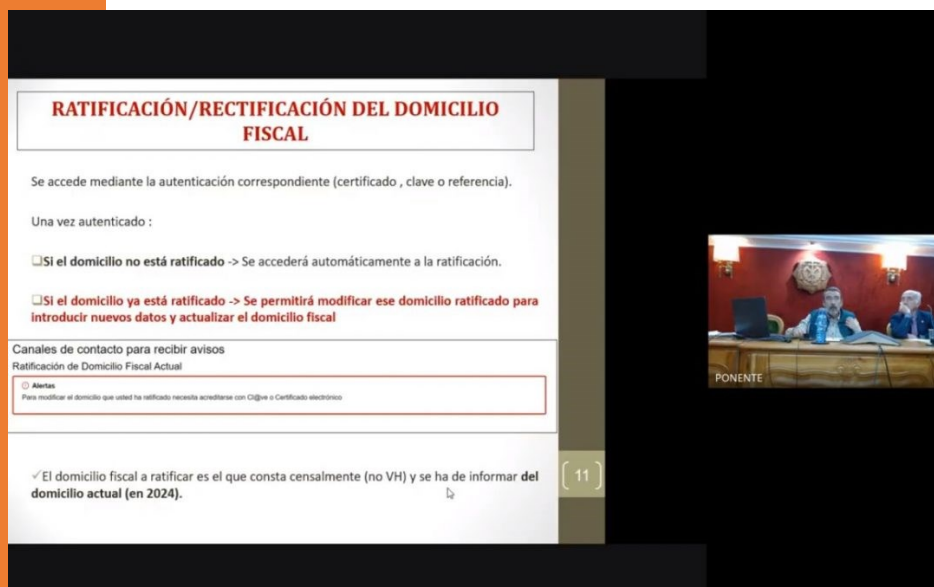 RATIFICACIÓN/RECTIFICACIÓN DEL DOMICILIO
FISCAL
Se accede mediante la autenticación correspondiente (certificado , clave o referencia).
Una vez autenticado :
❑Si el domicilio no está ratificado -> Se accederá automáticamente a la ratificación.
❑Si el domicilio ya está ratificado -> Se permitirá modificar ese domicilio ratificado para
introducir nuevos datos y actualizar el domicilio fiscal
Canales de contacto para recibir avisos
Ratificación de Domicilio Fiscal Actual
Alertas
Para modificar el domicilio que usted ha ratificado necesita acreditarse con Cl@ve o Certificado electrónico
✓El domicilio fiscal a ratificar es el que consta censalmente (no VH) y se ha de informar del
domicilio actual (en 2024).
11
PONENTE